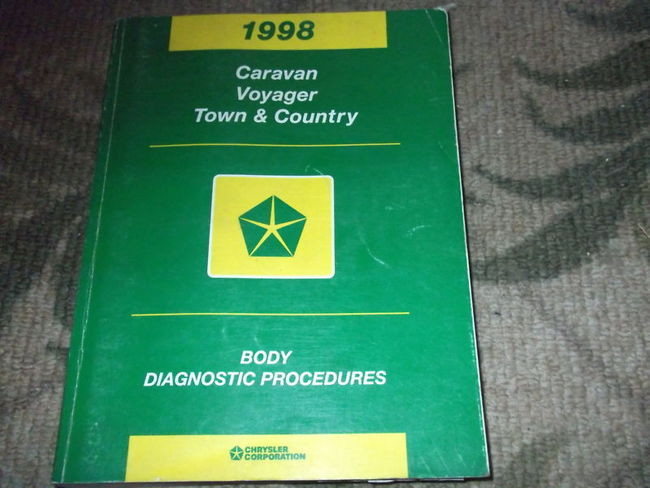 1998
Caravan
Voyager
Town & Country
BODY
DIAGNOSTIC PROCEDURES
CHRYSLER
CORPORATION